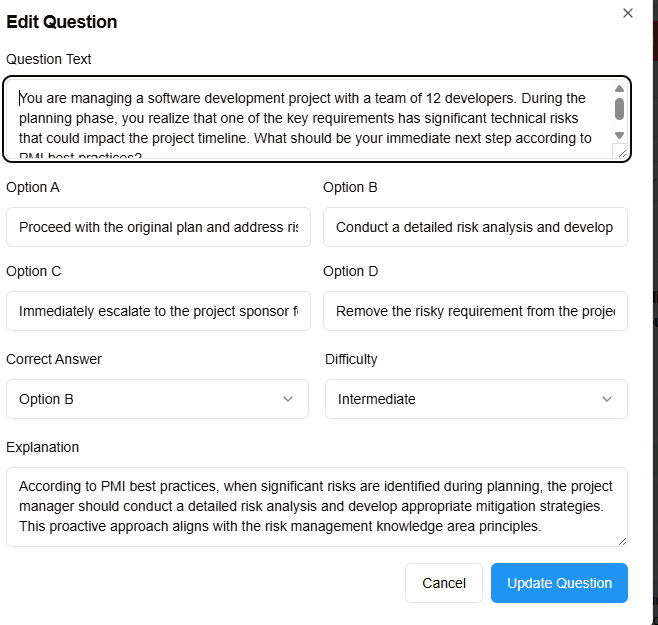 Edit Question
Question Text
You are managing a software development project with a team of 12 developers. During the
planning phase, you realize that one of the key requirements has significant technical risks
that could impact the project timeline. What should be your immediate next step according to
PMI best practices?
Option A
Option B
Proceed with the original plan and address ris
Conduct a detailed risk analysis and develop
Option C
Option D
Immediately escalate to the project sponsor f
Remove the risky requirement from the projec
Correct Answer
Difficulty
Option B
Intermediate
Explanation
According to PMI best practices, when significant risks are identified during planning, the project
manager should conduct a detailed risk analysis and develop appropriate mitigation strategies.
This proactive approach aligns with the risk management knowledge area principles.
Cancel
Update Question